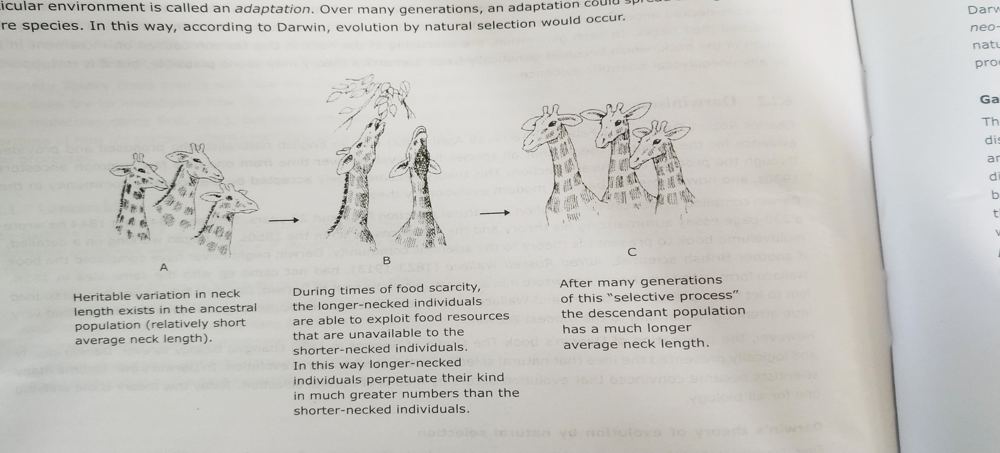 icular environment is called an adaptation. Over many generations, an adaptation could
re species. In this way, according to Darwin, evolution by natural selection would occur.
A
Heritable variation in neck
length exists in the ancestral
population (relatively short
average neck length).
B
During times of food scarcity,
the longer-necked individuals
are able to exploit food resources
that are unavailable to the
shorter-necked individuals.
In this way longer-necked
individuals perpetuate their kind
in much greater numbers than the
shorter-necked individuals.
C
After many generations
of this “selective process”
the descendant population
has a much longer
average neck length.
Darw
neo-
natu
Ga
Th
di